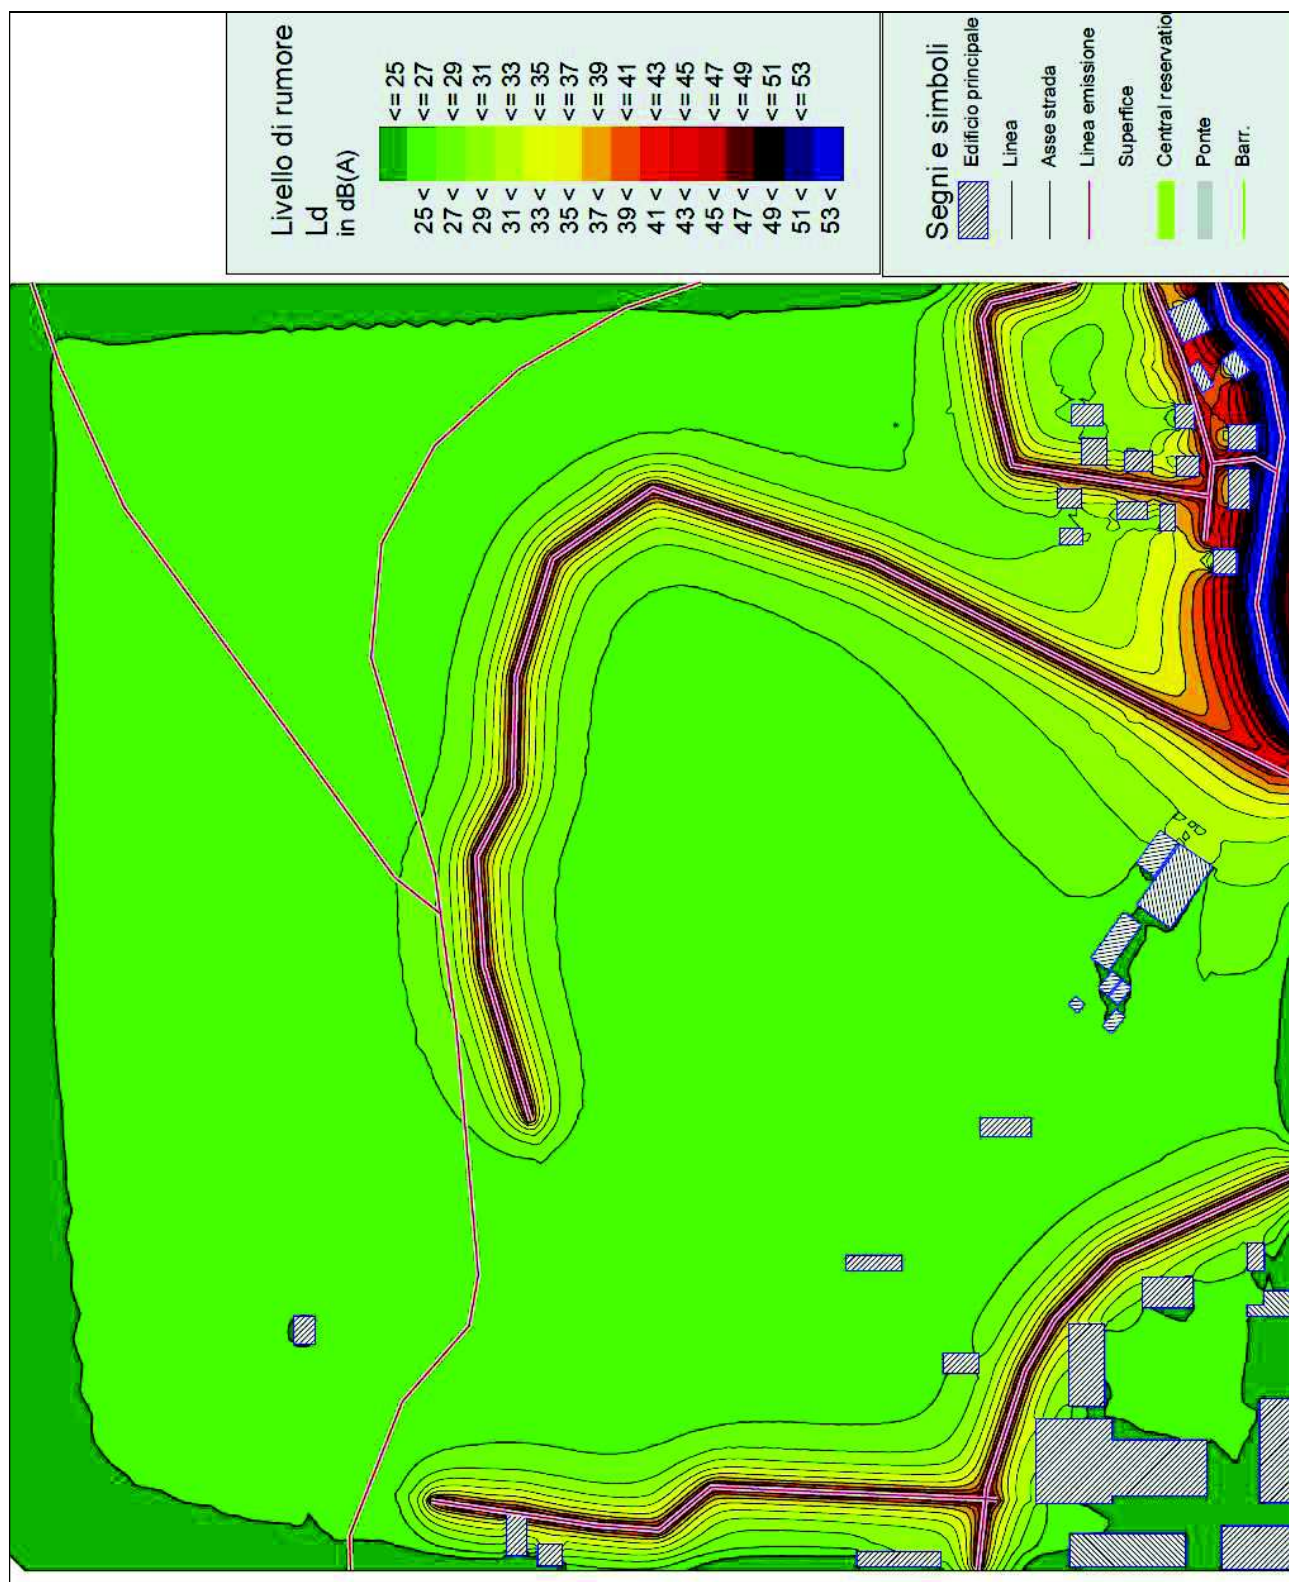 Livello di rumore
Ld
in dB(A)
<= 25
25 < <= 27
27 < <= 29
29 < <= 31
31 < <= 33
33 < <= 35
35 < <= 37
37 < <= 39
39 < <= 41
41 < <= 43
43 < <= 45
45 < <= 47
47 < <= 49
49 < <= 51
51 < <= 53
53 <
Segni e simboli
Edificio principale
Linea
Asse strada
Linea emissione
Superfice
Central reservatio
Ponte
Barr.